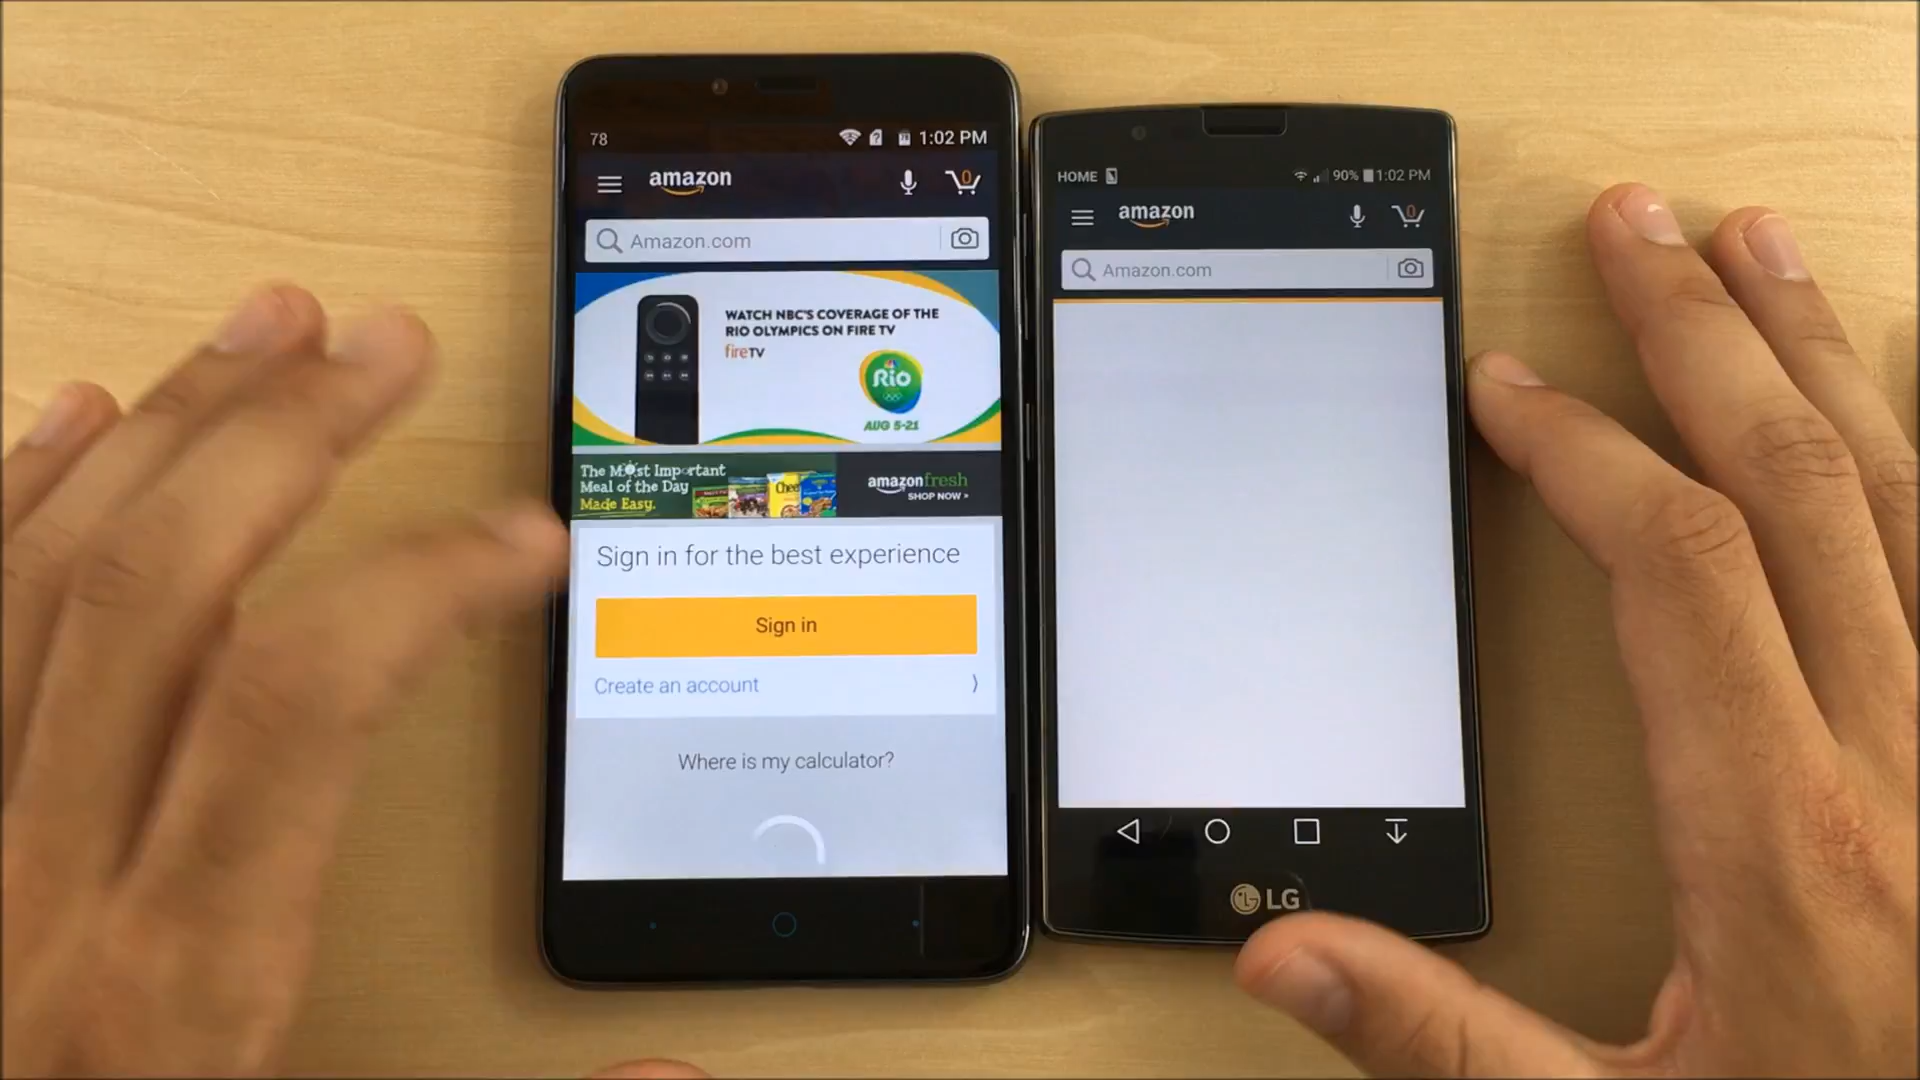 78
1:02 PM
amazon
0
Amazon.com
WATCH NBC'S COVERAGE OF THE
RIO OLYMPICS ON FIRE TV
fireTV
Rio
AUG 5-21
The Most Important
Meal of the Day
Made Easy.
Chee
amazonfresh
SHOP NOW »
Sign in for the best experience
Sign in
Create an account
Where is my calculator?
HOME
90%
1:02 PM
amazon
0
Amazon.com
LG